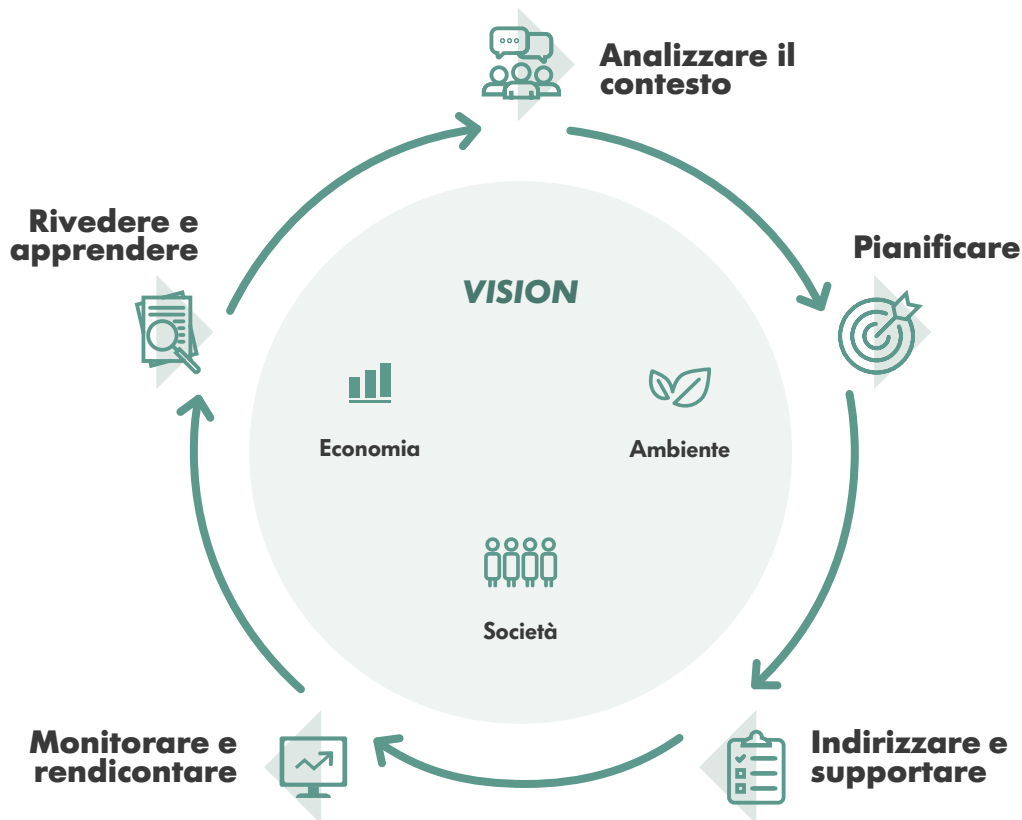 Analizzare il
contesto
Rivedere e
apprendere
Pianificare
VISION
Economia
Ambiente
Società
Monitorare e
rendicontare
Indirizzare e
supportare